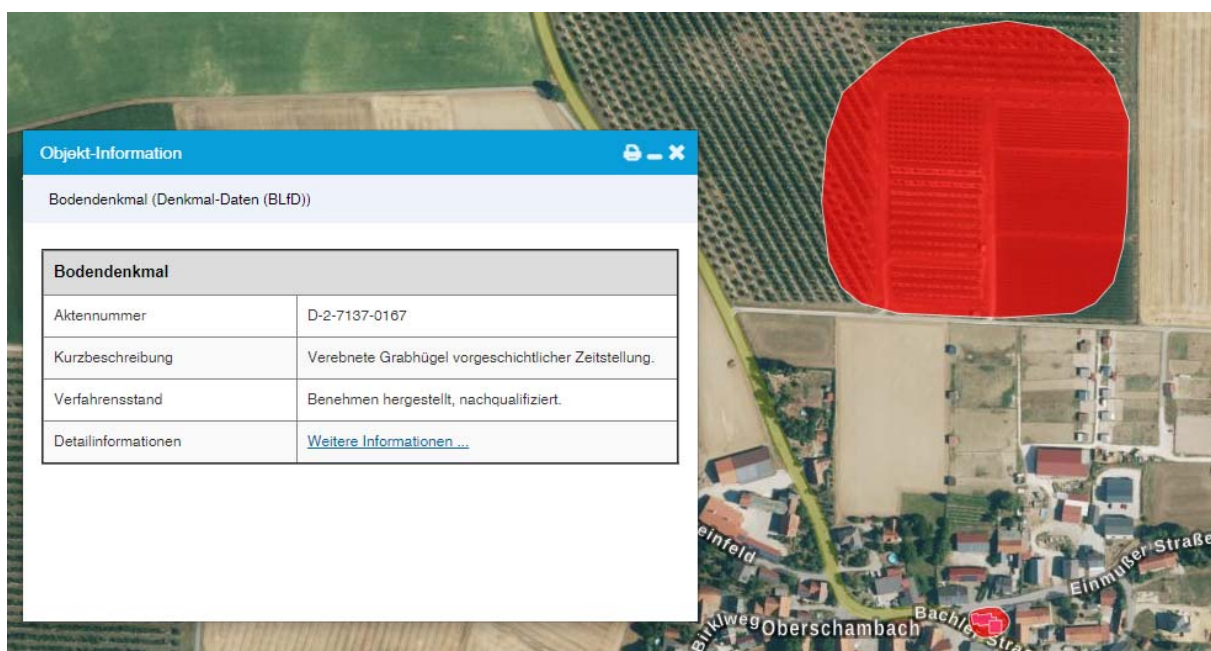 Objekt-Information
Bodendenkmal (Denkmal-Daten (BLfD))
Bodendenkmal
Aktennummer D-2-7137-0167
Kurzbeschreibung Verebnete Grabhügel vorgeschichtlicher Zeitstellung.
Verfahrensstand Benehmen hergestellt, nachqualifiziert.
Detailinformationen Weitere Informationen ...
einfeld
Einmußer Straße
Birklweg
Oberschambach